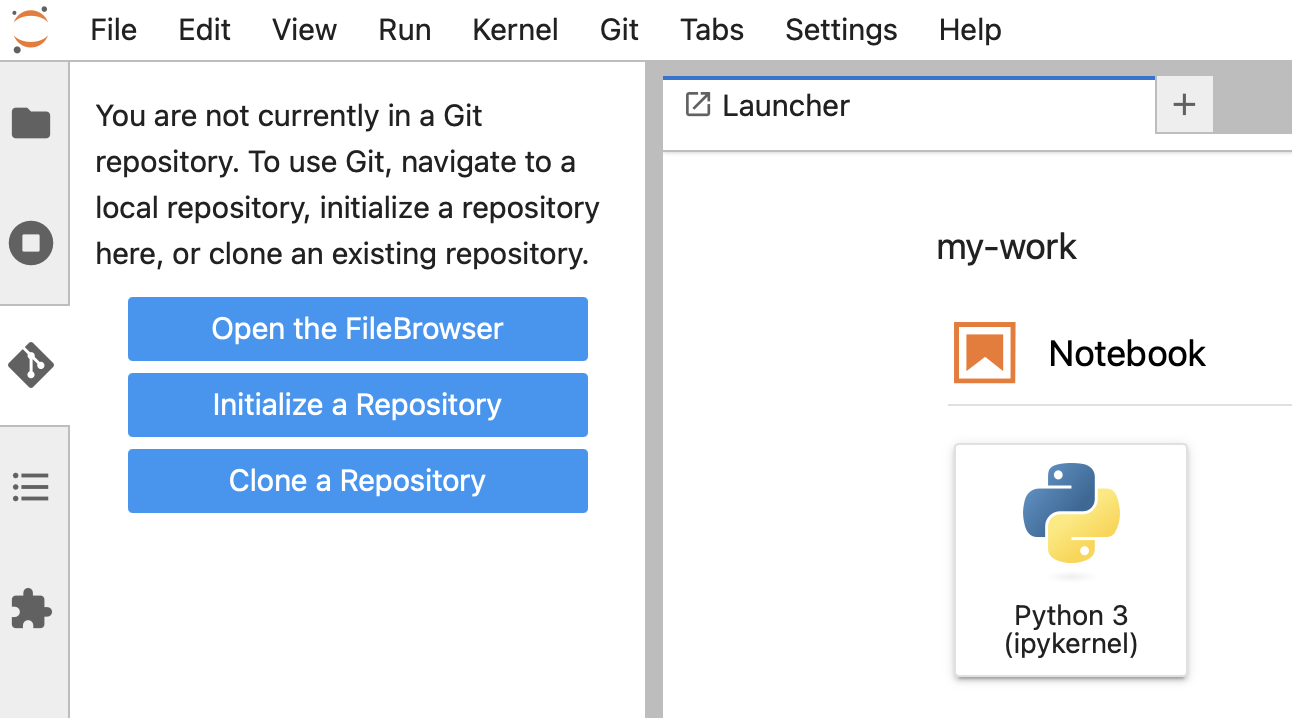 File Edit View Run Kernel Git Tabs Settings Help
You are not currently in a Git
repository. To use Git, navigate to a
local repository, initialize a repository
here, or clone an existing repository.
Open the FileBrowser
Initialize a Repository
Clone a Repository
Launcher
my-work
Notebook
Python 3
(ipykernel)